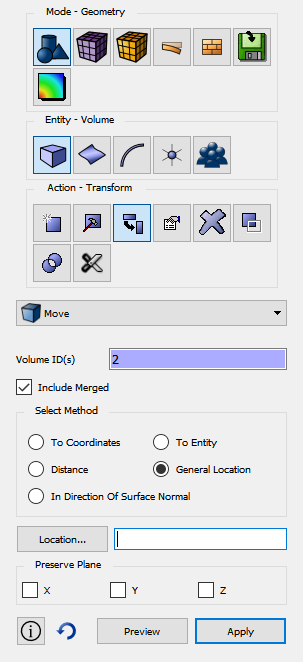 Mode - Geometry
Entity - Volume
Action - Transform
Move
Volume ID(s) 2
Include Merged
Select Method
To Coordinates To Entity
Distance General Location
In Direction Of Surface Normal
Location...
Preserve Plane
X Y Z
Preview Apply